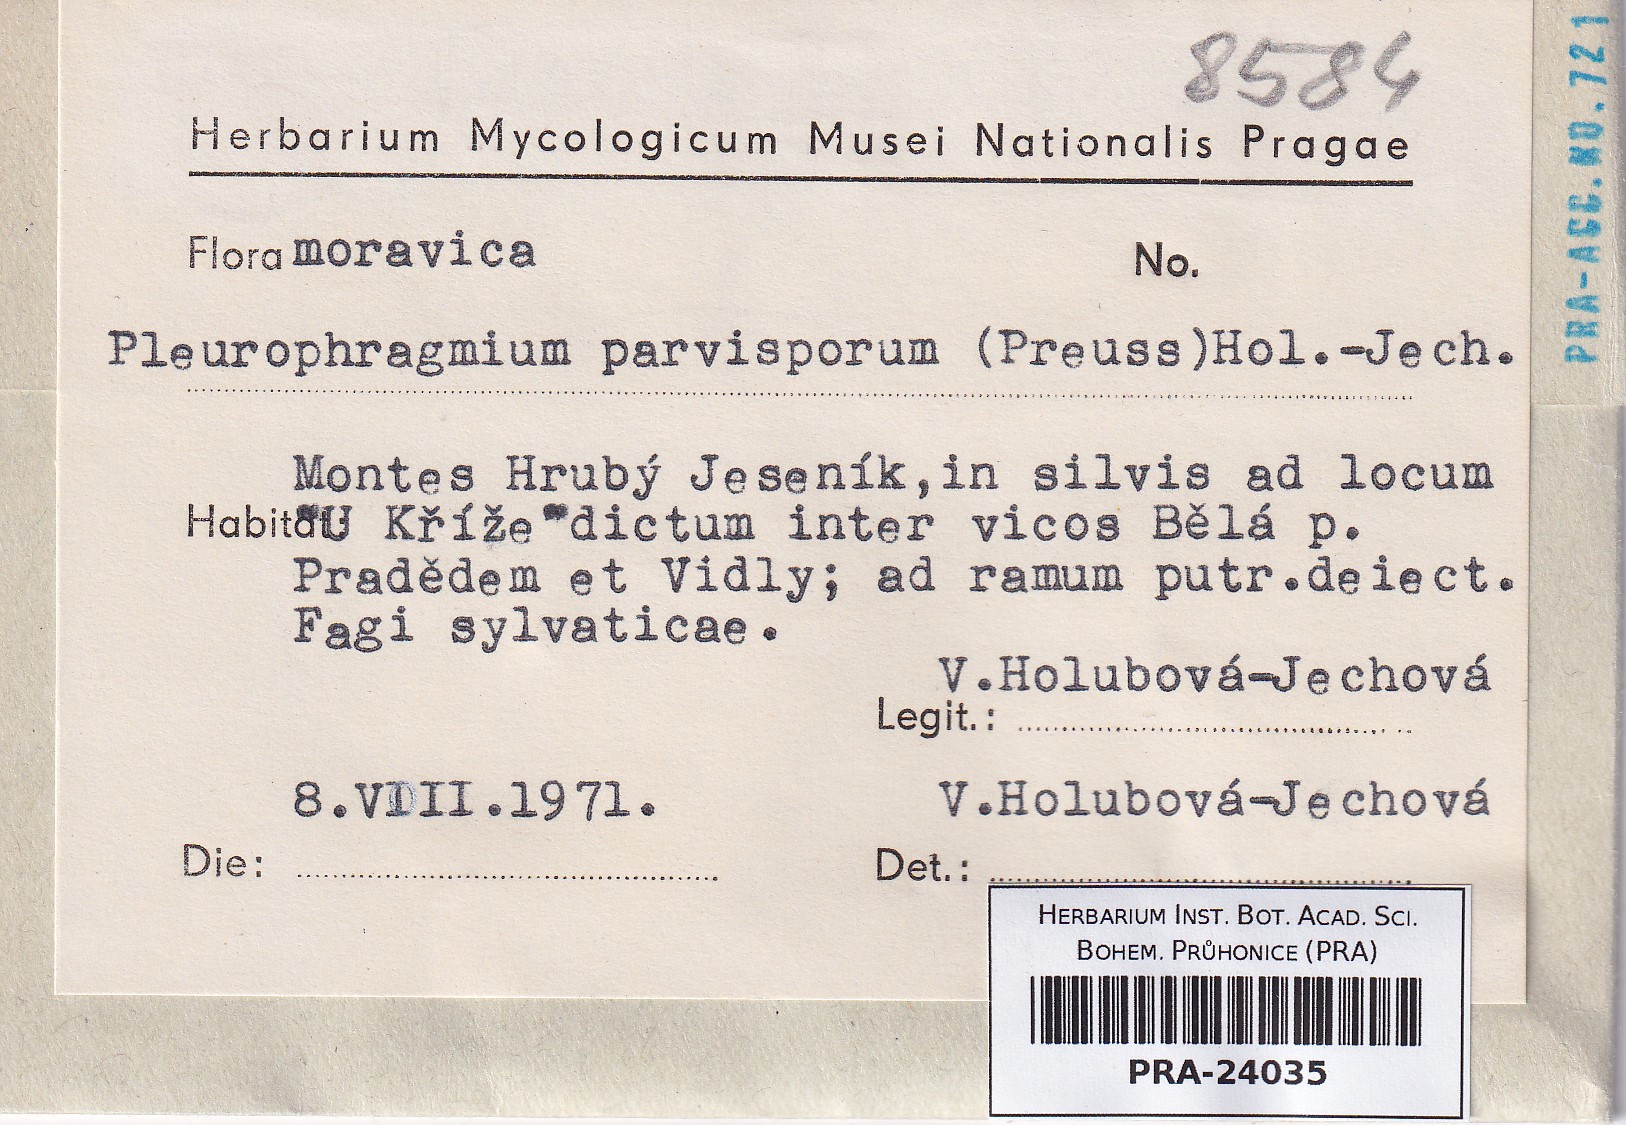 8584
Herbarium Mycologicum Musei Nationalis Pragae
Flora moravica No.
Pleurophragmium parvisporum (Preuss)Hol.-Jech.
Montes Hrubý Jeseník,in silvis ad locum
Habitat: "U Kříže"dictum inter vicos Bělá p.
Pradědem et Vidly; ad ramum putr.deiect.
Fagi sylvaticae.
V.Holubová-Jechová
Legit.:
8.VIII.1971. V.Holubová-Jechová
Die: Det.:
HERBARIUM INST. BOT. ACAD. SCI.
BOHEM. PRŮHONICE (PRA)
PRA-24035
PRA-ACC.NO.721